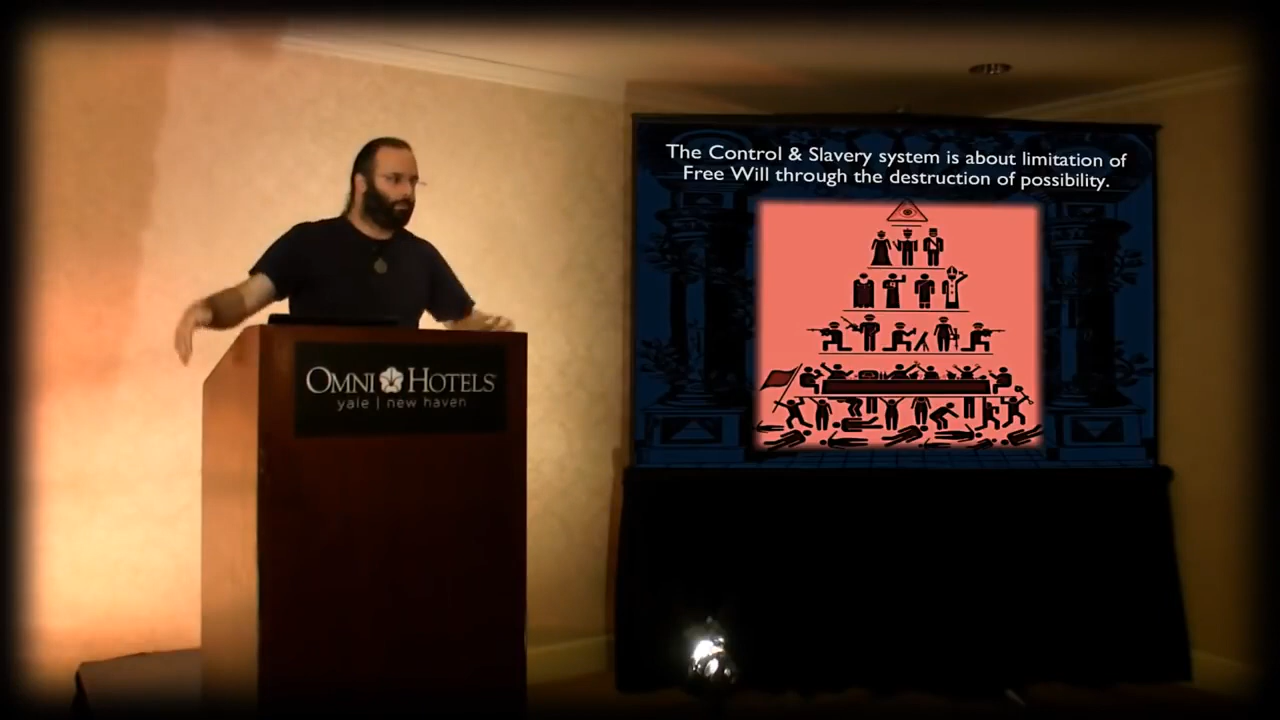 The Control & Slavery system is about limitation of
Free Will through the destruction of possibility.
OMNI HOTELS
yale | new haven